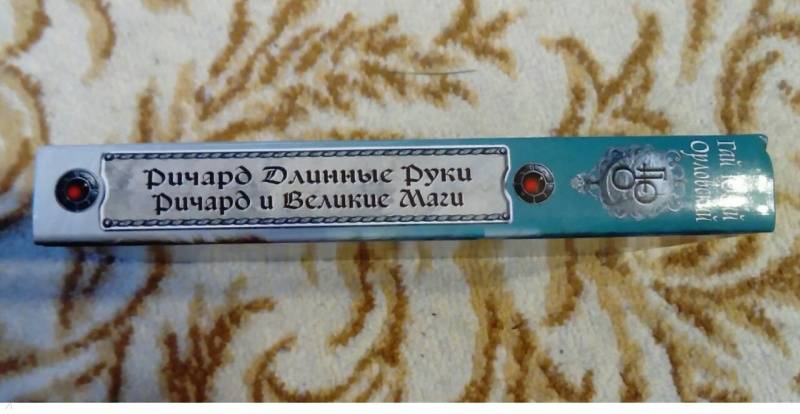 Ричард Длинные Руки
Ричард и Великие Маги
Гай
Орловский